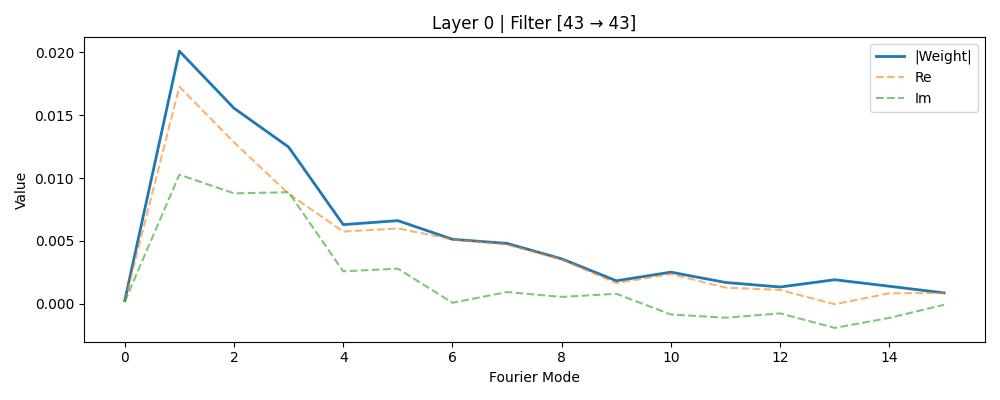 Layer 0 | Filter [43 → 43]
|Weight|
Re
Im
Value
0.020
0.015
0.010
0.005
0.000
0 2 4 6 8 10 12 14
Fourier Mode